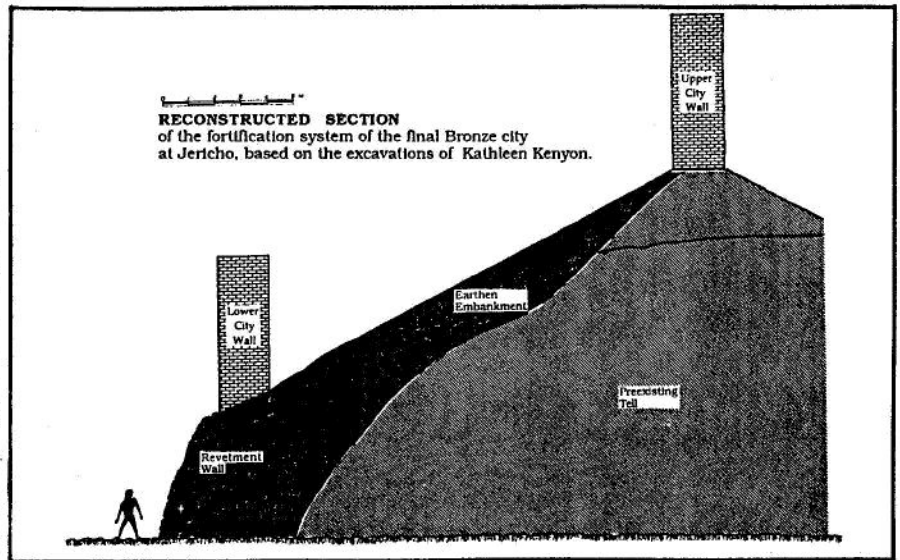 RECONSTRUCTED SECTION
of the fortification system of the final Bronze city
at Jericho, based on the excavations of Kathleen Kenyon.
Upper
City
Wall
Lower
City
Wall
Earthen
Embankment
Preexisting
Tell
Revetment
Wall